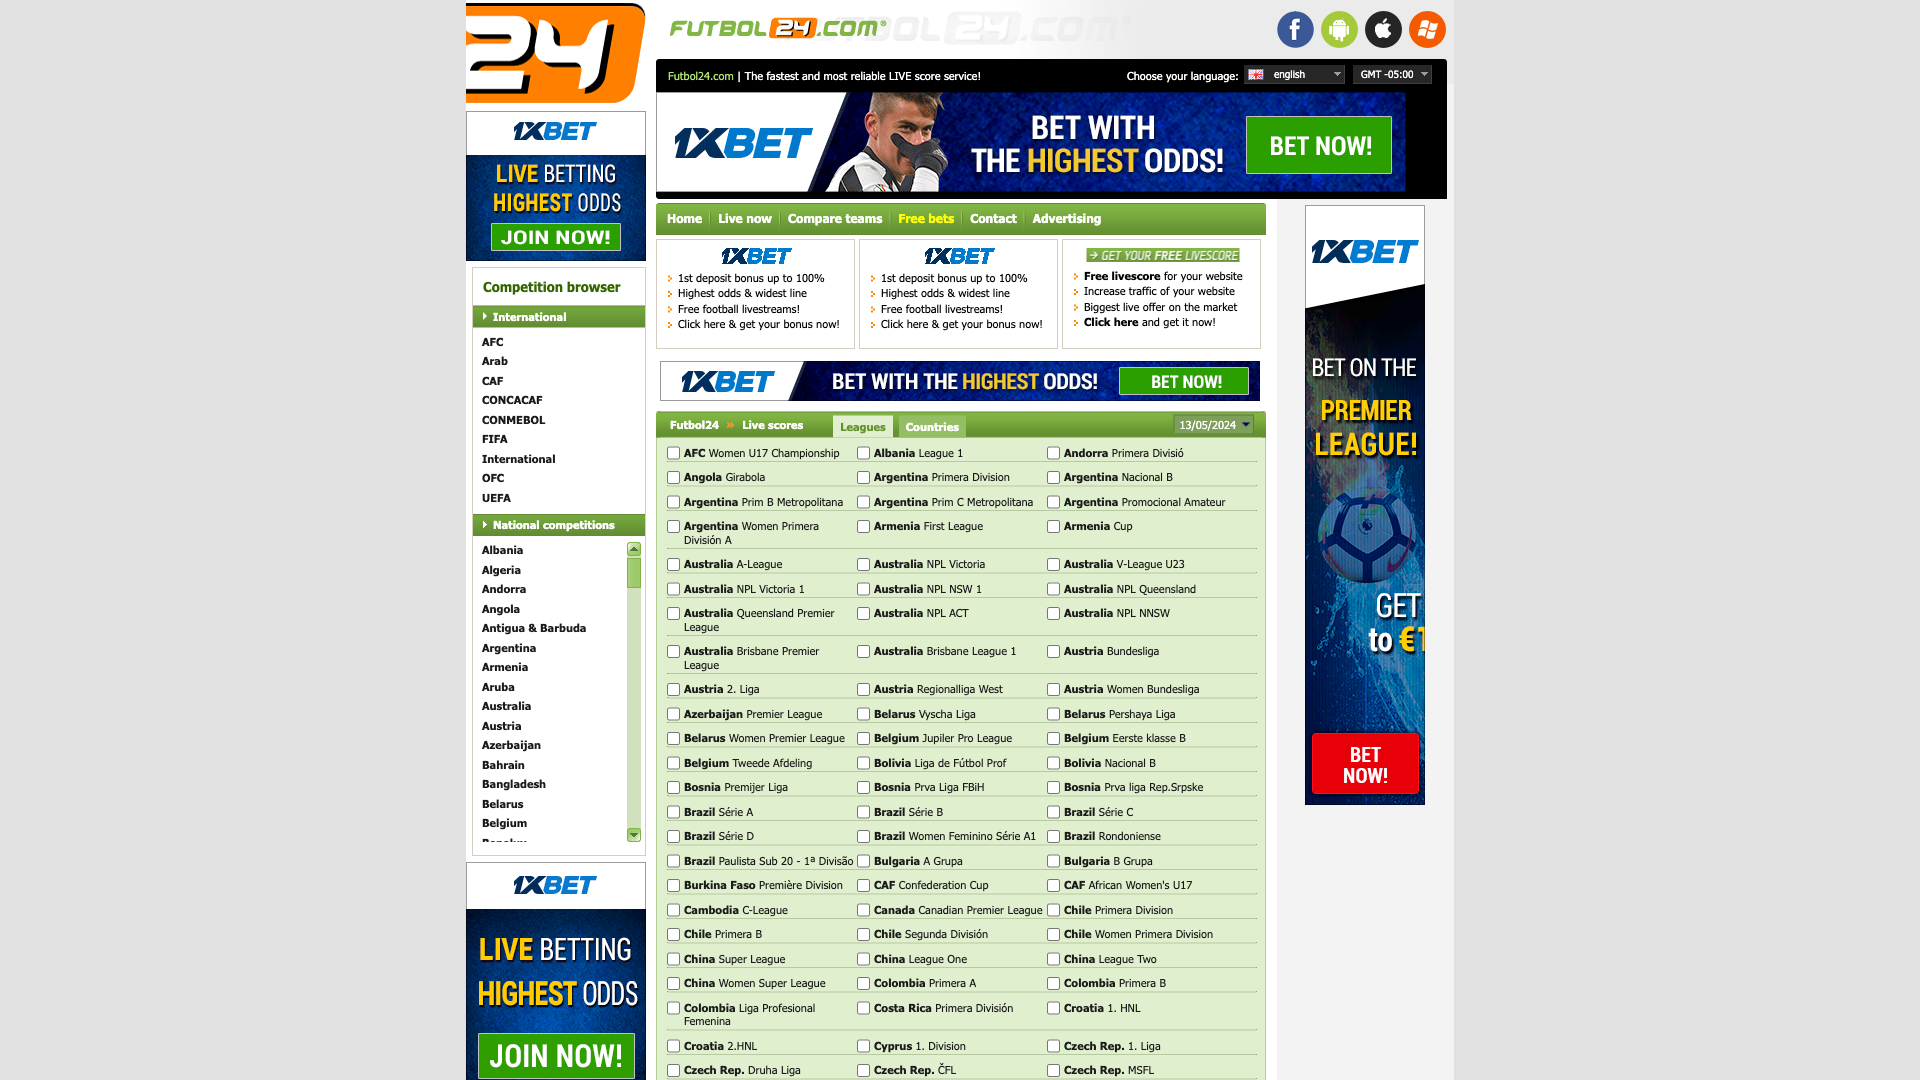 24
FUTBOL24.COM®
Futbol24.com | The fastest and most reliable LIVE score service!
Choose your language: english GMT -05:00
1XBET
LIVE BETTING
HIGHEST ODDS
JOIN NOW!
1XBET
BET WITH
THE HIGHEST ODDS!
BET NOW!
Home Live now Compare teams Free bets Contact Advertising
1XBET
1st deposit bonus up to 100%
Highest odds & widest line
Free football livestreams!
Click here & get your bonus now!
1XBET
1st deposit bonus up to 100%
Highest odds & widest line
Free football livestreams!
Click here & get your bonus now!
GET YOUR FREE LIVESCORE
Free livescore for your website
Increase traffic of your website
Biggest live offer on the market
Click here and get it now!
1XBET BET WITH THE HIGHEST ODDS! BET NOW!
1XBET
BET ON THE
PREMIER
LEAGUE!
GET
to €1
BET
NOW!
Competition browser
International
AFC
Arab
CAF
CONCACAF
CONMEBOL
FIFA
International
OFC
UEFA
National competitions
Albania
Algeria
Andorra
Angola
Antigua & Barbuda
Argentina
Armenia
Aruba
Australia
Austria
Azerbaijan
Bahrain
Bangladesh
Belarus
Belgium
1XBET
LIVE BETTING
HIGHEST ODDS
JOIN NOW!
Futbol24 » Live scores Leagues Countries 13/05/2024
AFC Women U17 Championship Albania League 1 Andorra Primera Divisió
Angola Girabola Argentina Primera Division Argentina Nacional B
Argentina Prim B Metropolitana Argentina Prim C Metropolitana Argentina Promocional Amateur
Argentina Women Primera División A Armenia First League Armenia Cup
Australia A-League Australia NPL Victoria Australia V-League U23
Australia NPL Victoria 1 Australia NPL NSW 1 Australia NPL Queensland
Australia Queensland Premier League Australia NPL ACT Australia NPL NNSW
Australia Brisbane Premier League Australia Brisbane League 1 Austria Bundesliga
Austria 2. Liga Austria Regionalliga West Austria Women Bundesliga
Azerbaijan Premier League Belarus Vyscha Liga Belarus Pershaya Liga
Belarus Women Premier League Belgium Jupiler Pro League Belgium Eerste klasse B
Belgium Tweede Afdeling Bolivia Liga de Fútbol Prof Bolivia Nacional B
Bosnia Premijer Liga Bosnia Prva Liga FBiH Bosnia Prva liga Rep.Srpske
Brazil Série A Brazil Série B Brazil Série C
Brazil Série D Brazil Women Feminino Série A1 Brazil Rondoniense
Brazil Paulista Sub 20 - 1ª Divisão Bulgaria A Grupa Bulgaria B Grupa
Burkina Faso Première Division CAF Confederation Cup CAF African Women's U17
Cambodia C-League Canada Canadian Premier League Chile Primera Division
Chile Primera B Chile Segunda División Chile Women Primera Division
China Super League China League One China League Two
China Women Super League Colombia Primera A Colombia Primera B
Colombia Liga Profesional Femenina Costa Rica Primera División Croatia 1. HNL
Croatia 2.HNL Cyprus 1. Division Czech Rep. 1. Liga
Czech Rep. Druha Liga Czech Rep. ČFL Czech Rep. MSFL